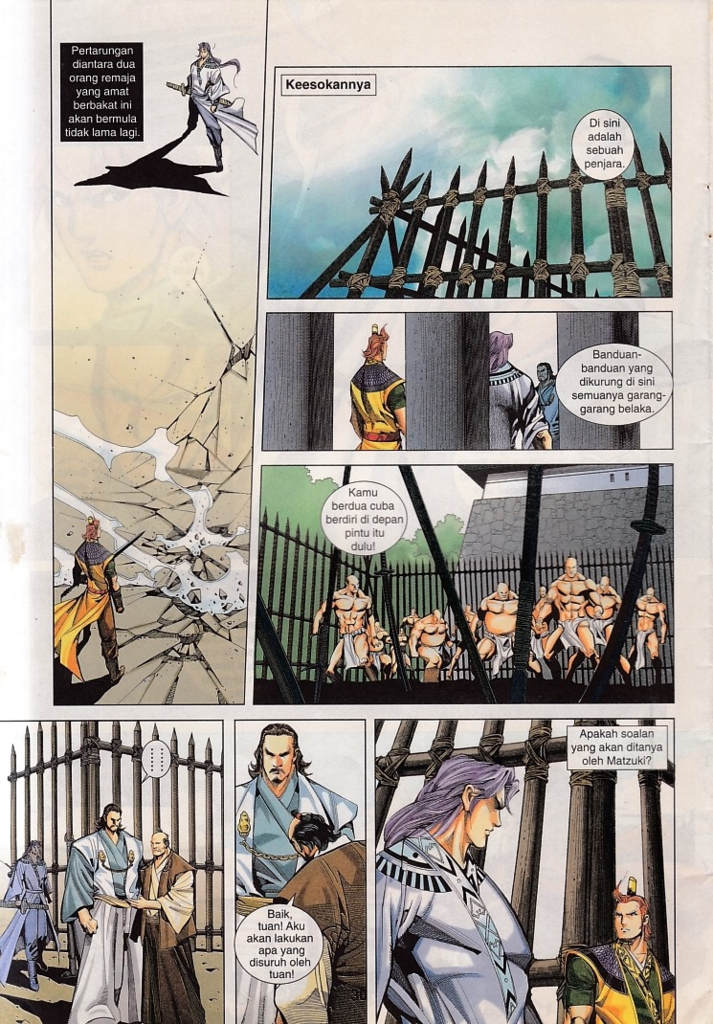 Pertarungan
diantara dua
orang remaja
yang amat
berbakat ini
akan bermula
tidak lama lagi.
Keesokannya
Di sini
adalah
sebuah
penjara.
Banduan-
banduan yang
dikurung di sini
semuanya garang-
garang belaka.
Kamu
berdua cuba
berdiri di depan
pintu itu
dulu!
Baik,
tuan! Aku
akan lakukan
apa yang
disuruh oleh
tuan!
Apakah soalan
yang akan ditanya
oleh Matzuki?